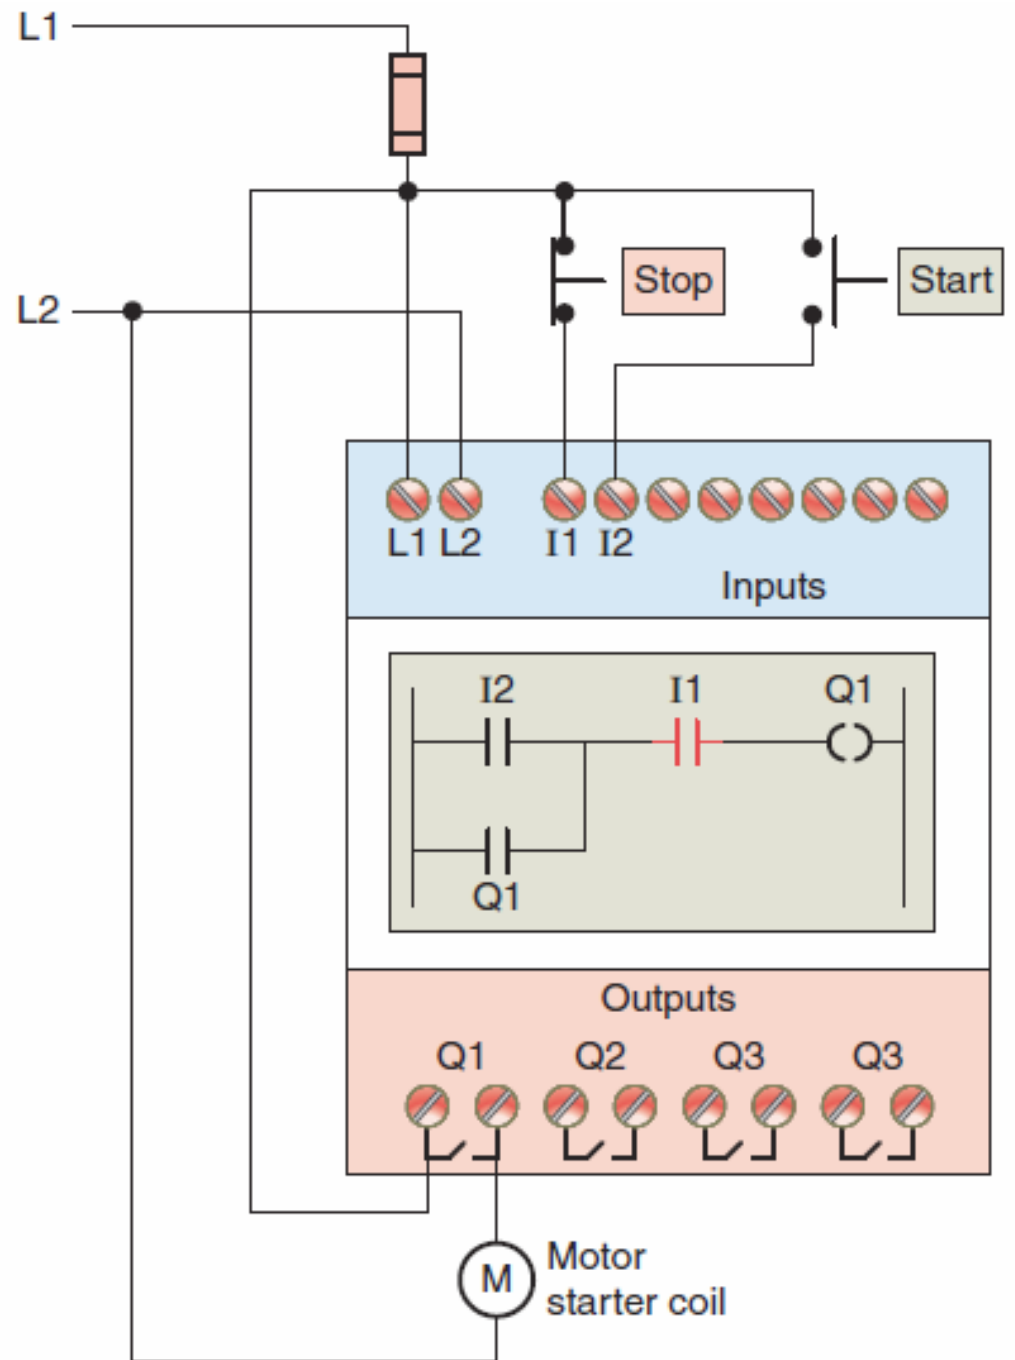 L1
Stop
Start
L2
L1 L2 I1 I2
Inputs
I2 I1 Q1
Q1
Outputs
Q1 Q2 Q3 Q3
M
Motor
starter coil